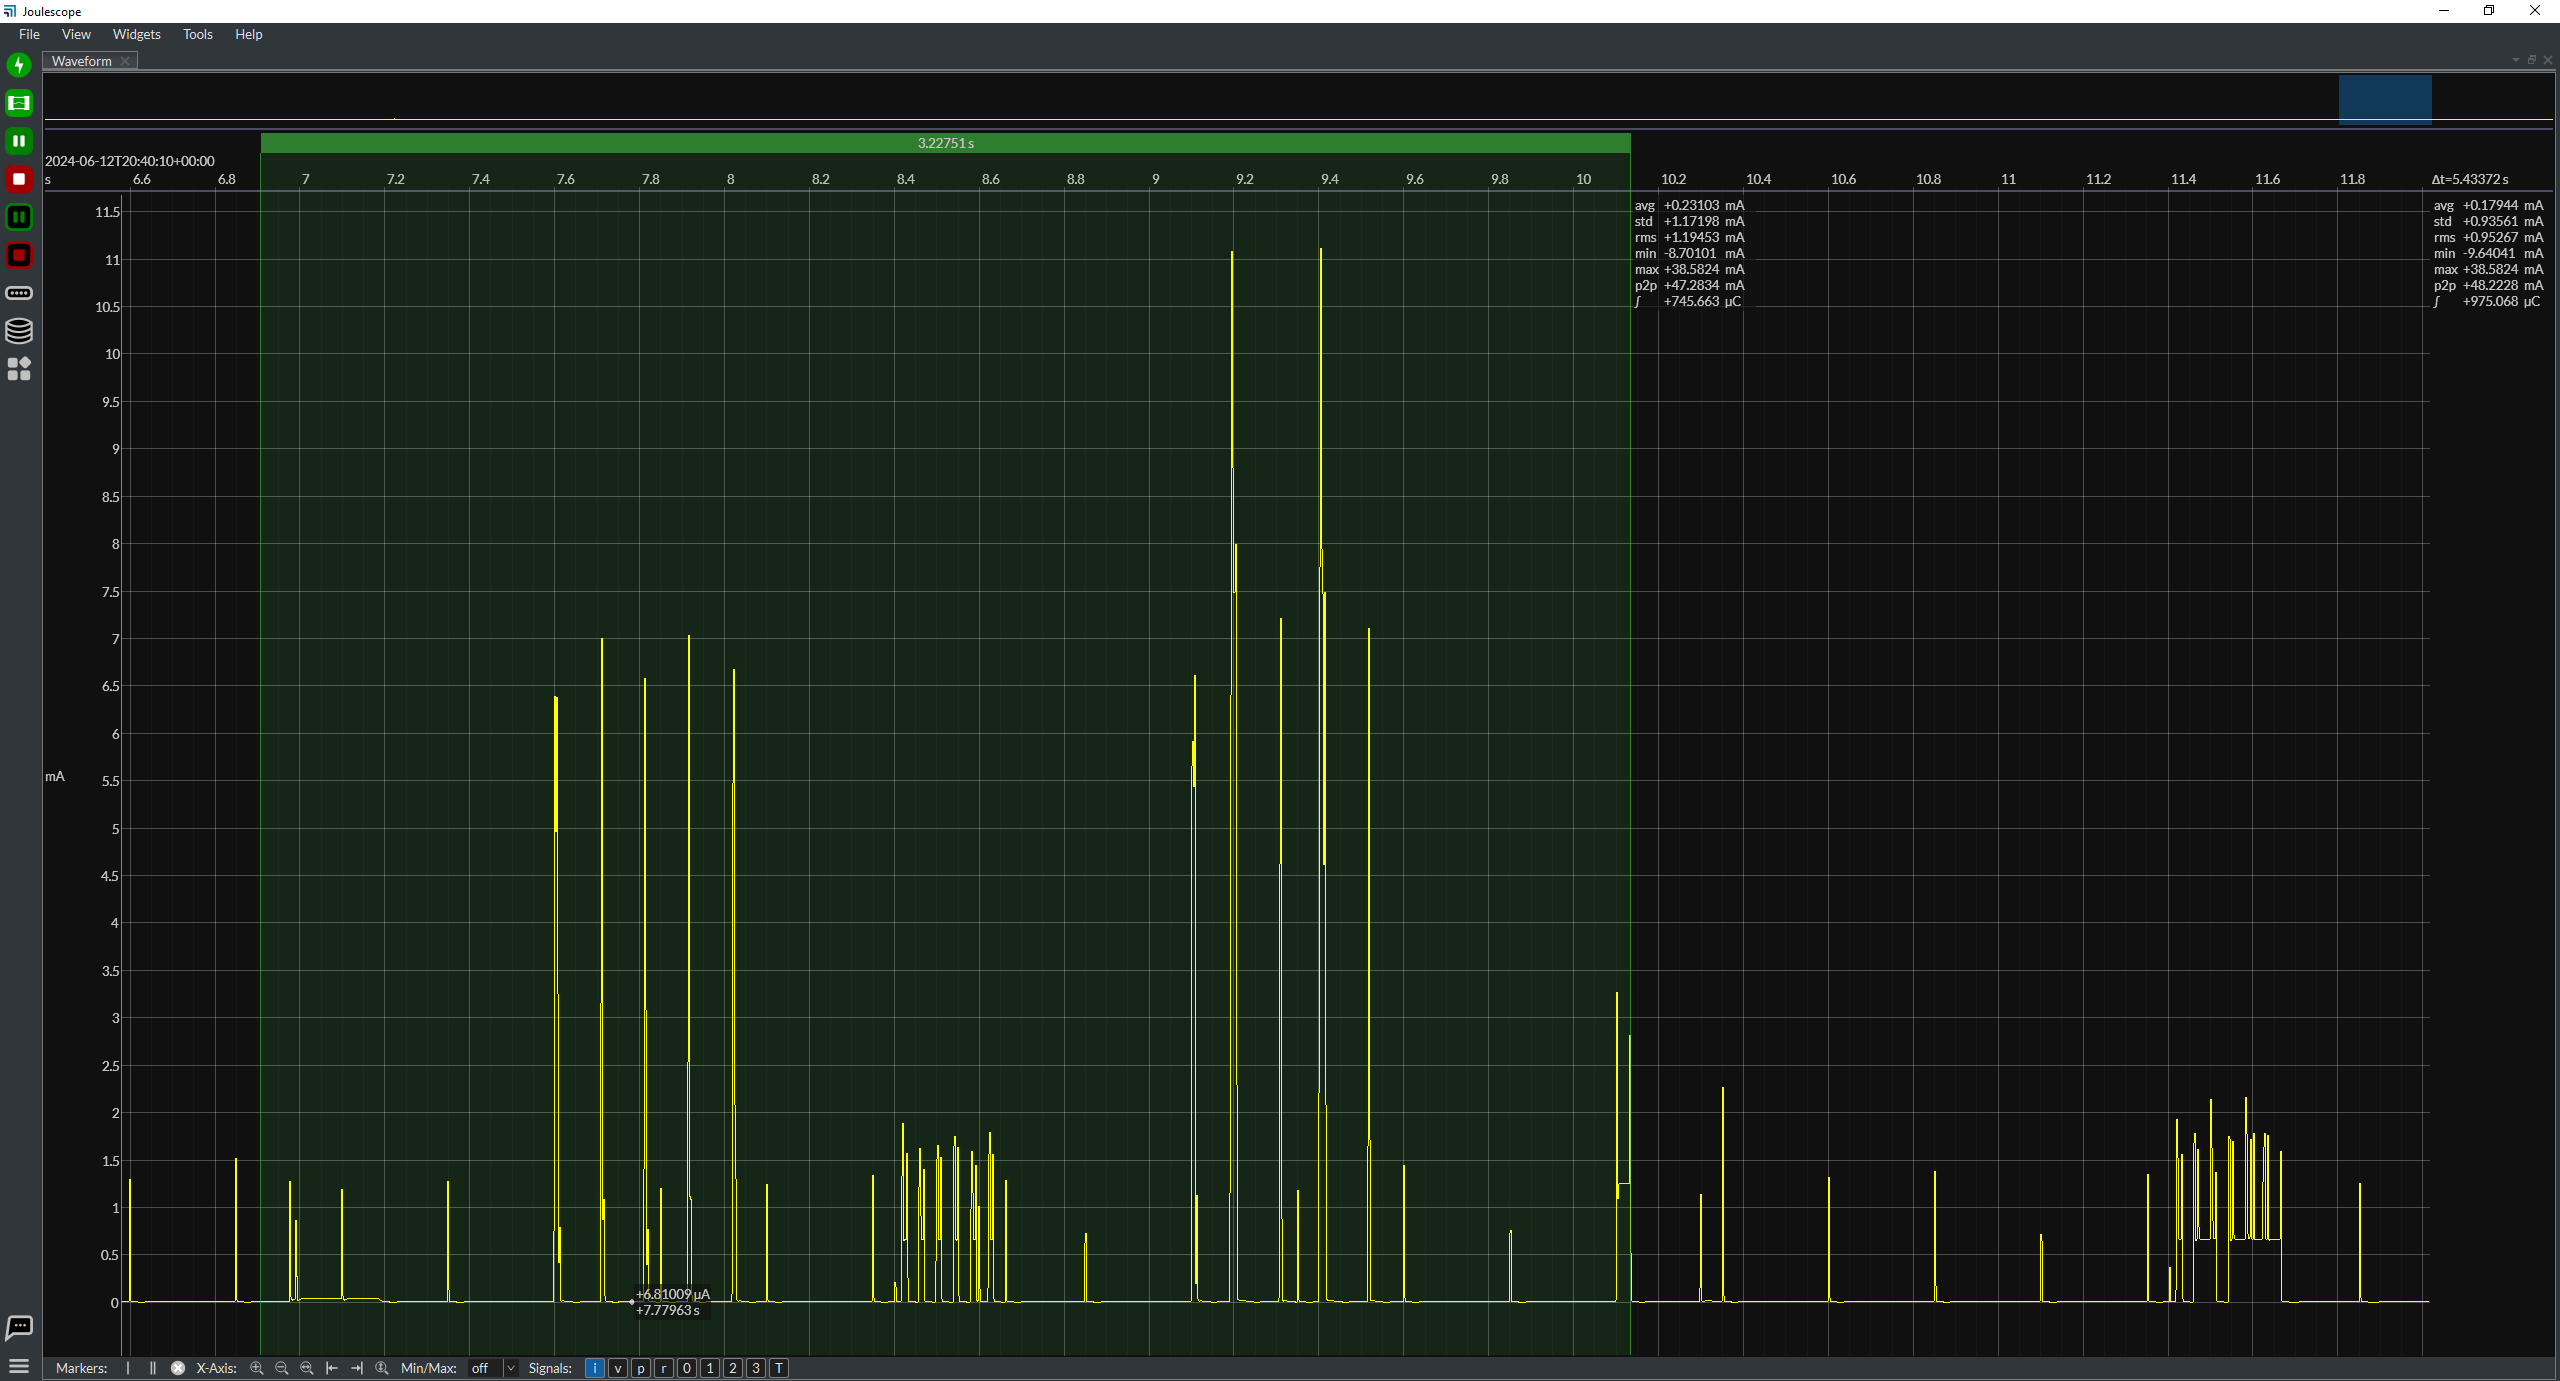 Joulescope
File View Widgets Tools Help
Waveform
3.22751 s
2024-06-12T20:40:10+00:00
s 6.6 6.8 7 7.2 7.4 7.6 7.8 8 8.2 8.4 8.6 8.8 9 9.2 9.4 9.6 9.8 10 10.2 10.4 10.6 10.8 11 11.2 11.4 11.6 11.8 Δt=5.43372 s
avg +0.23103 mA
std +1.17198 mA
rms +1.19453 mA
min -8.70101 mA
max +38.5824 mA
p2p +47.2834 mA
∫ +745.663 µC
avg +0.17944 mA
std +0.93561 mA
rms +0.95267 mA
min -9.64041 mA
max +38.5824 mA
p2p +48.2228 mA
∫ +975.068 µC
11.5
11
10.5
10
9.5
9
8.5
8
7.5
7
6.5
6
mA
5.5
5
4.5
4
3.5
3
2.5
2
1.5
1
0.5
0
+6.81009 µA
+7.77963 s
Markers: X-Axis: Min/Max: off Signals: i v p r 0 1 2 3 T